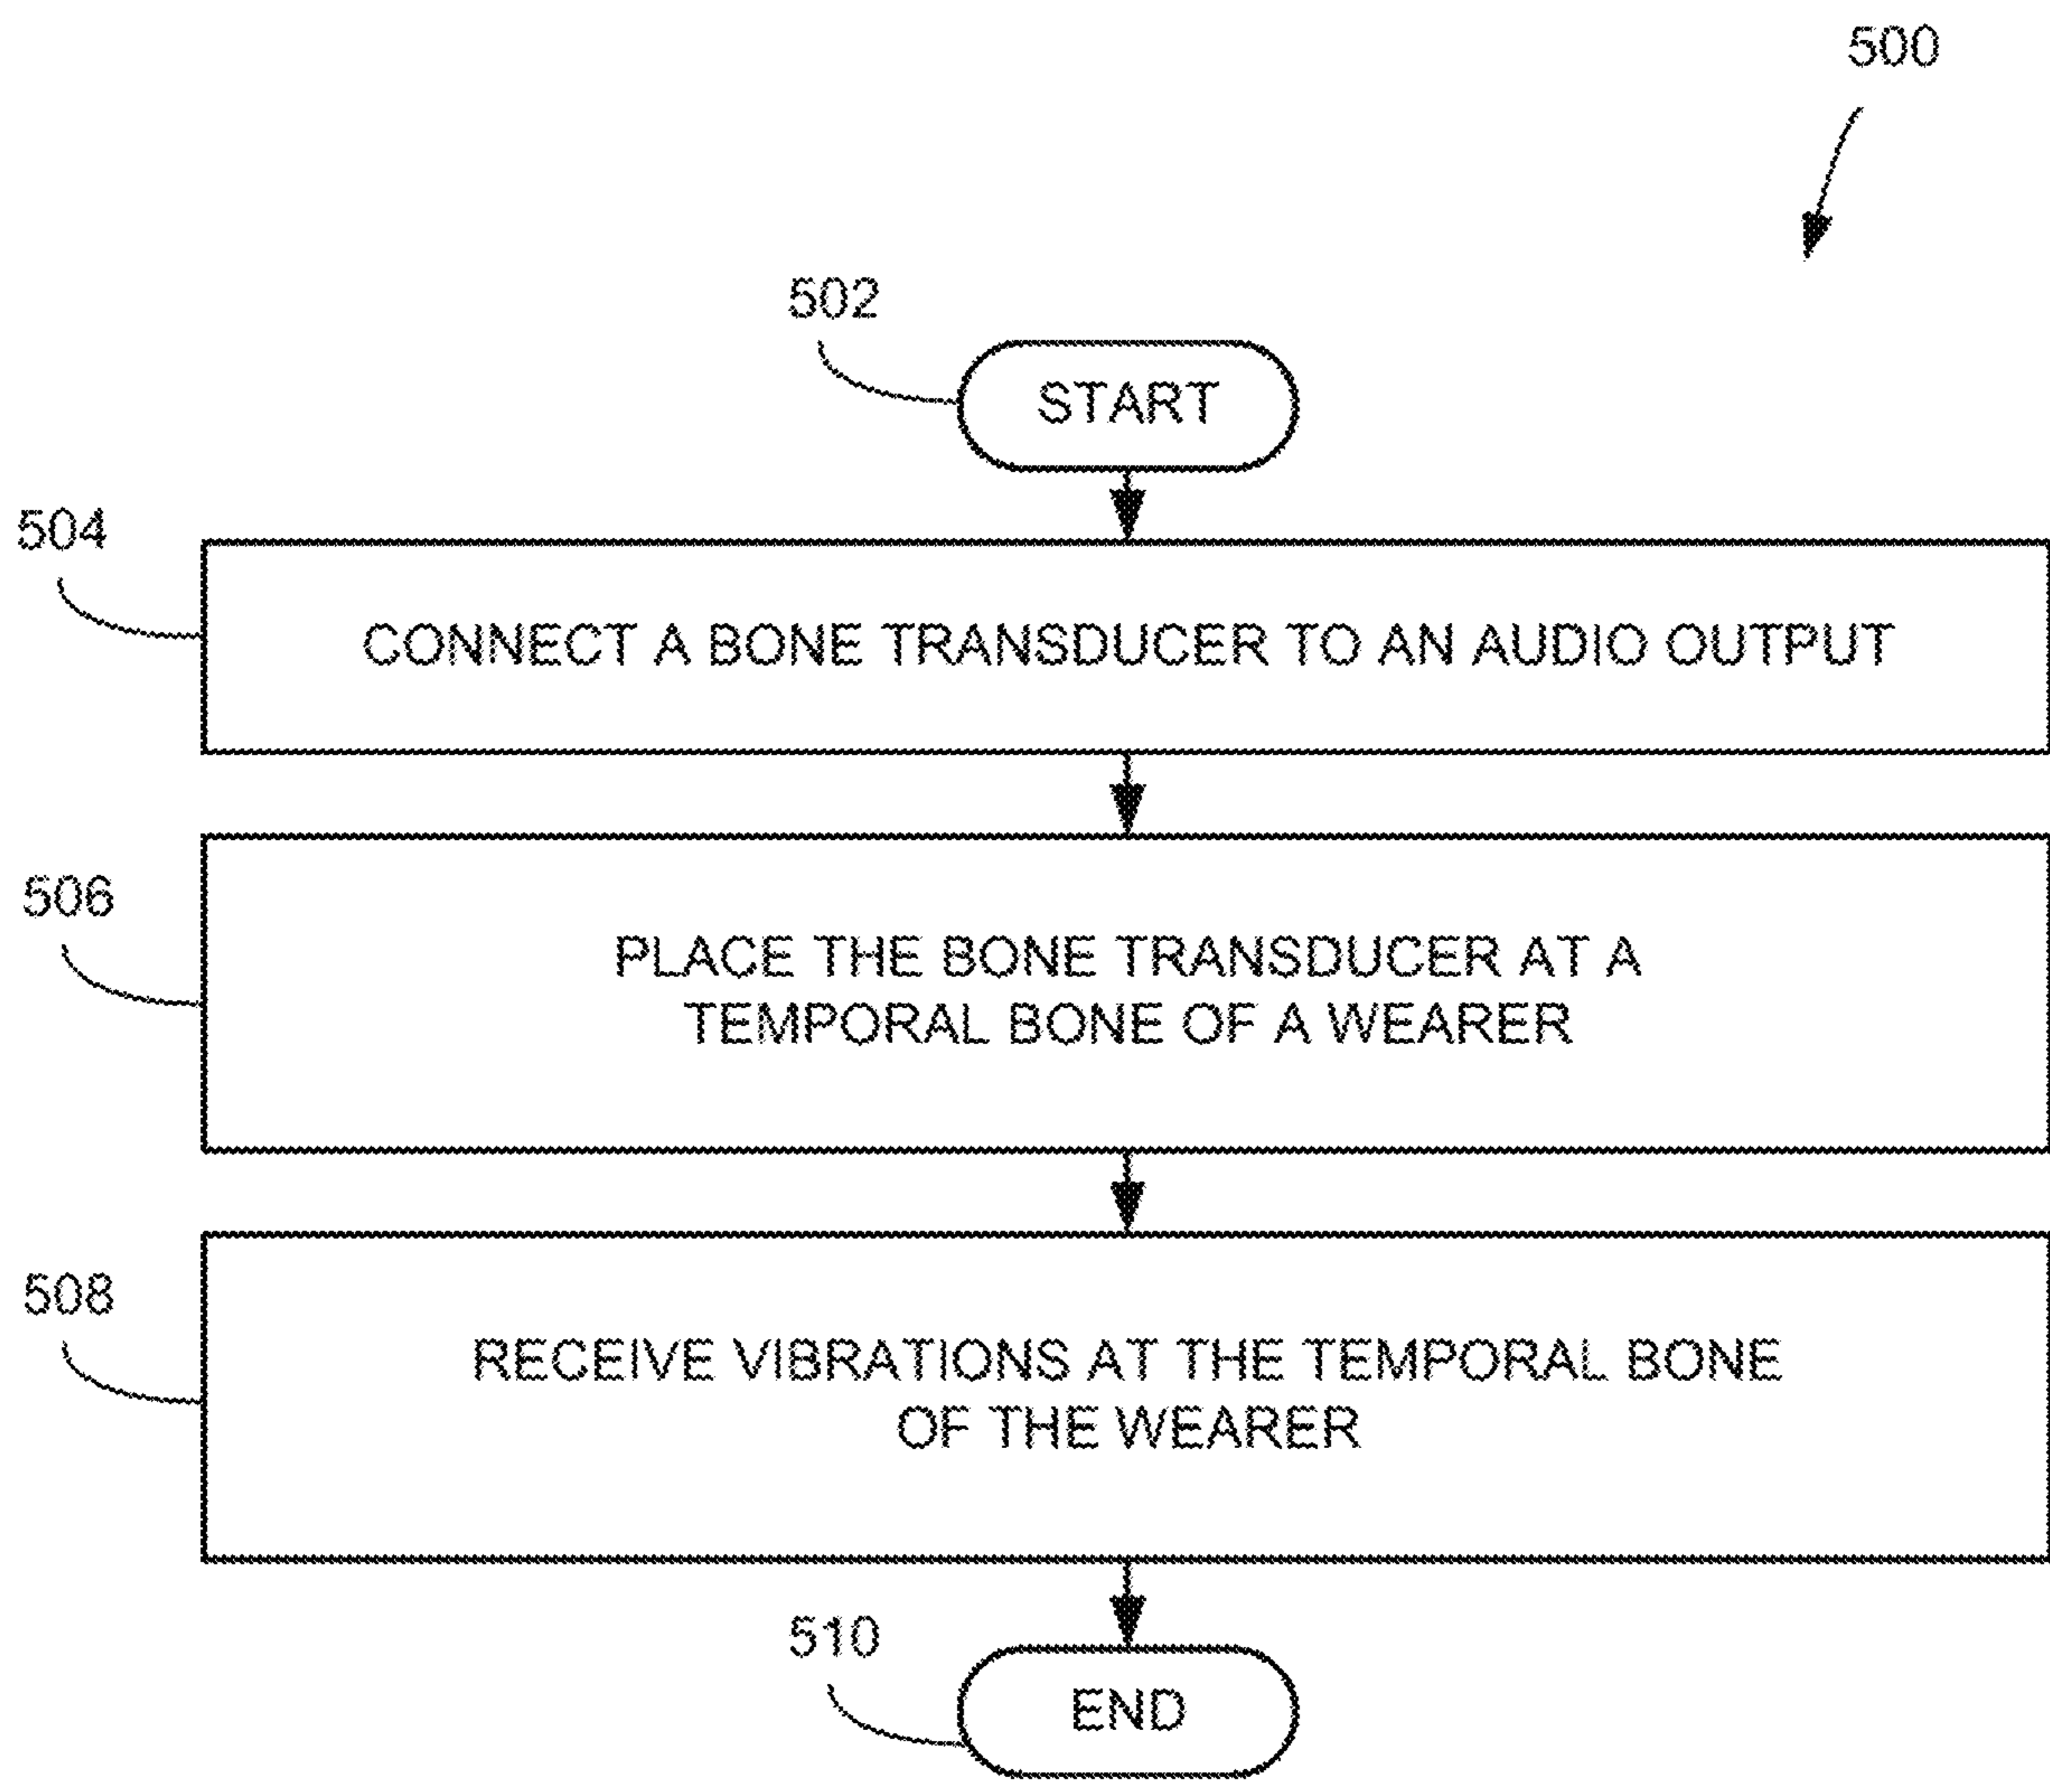 500
502
START
504
CONNECT A BONE TRANSDUCER TO AN AUDIO OUTPUT
506
PLACE THE BONE TRANSDUCER AT A
TEMPORAL BONE OF A WEARER
508
RECEIVE VIBRATIONS AT THE TEMPORAL BONE
OF THE WEARER
510
END